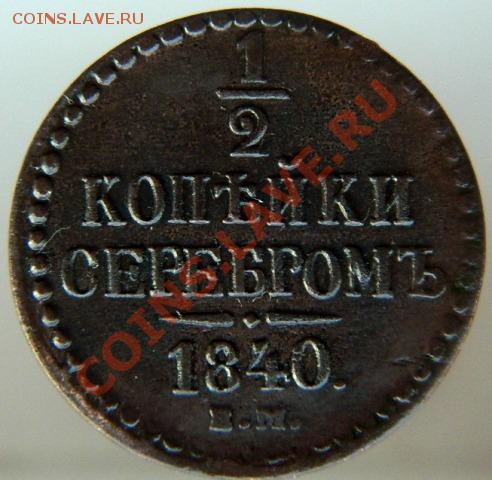 COINS.LAVE.RU
1
2
КОПѢЙКИ
СЕРЕБРОМЪ
1840.
Е.М.
COINS.LAVE.RU